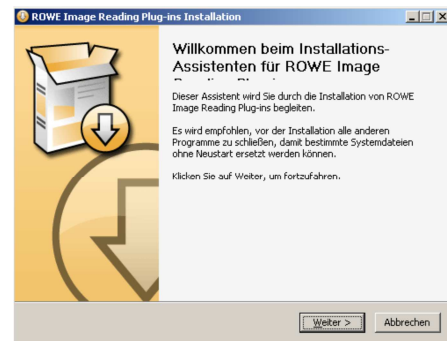 ROWE Image Reading Plug-ins Installation
Willkommen beim Installations-
Assistenten für ROWE Image
Dieser Assistent wird Sie durch die Installation von ROWE
Image Reading Plug-ins begleiten.
Es wird empfohlen, vor der Installation alle anderen
Programme zu schließen, damit bestimmte Systemdateien
ohne Neustart ersetzt werden können.
Klicken Sie auf Weiter, um fortzufahren.
Weiter >
Abbrechen